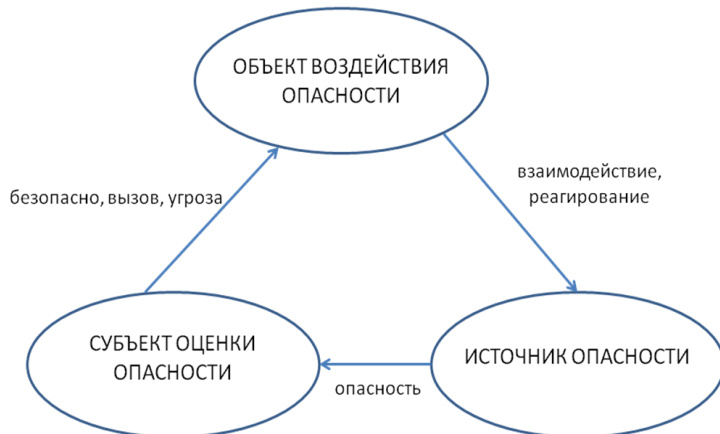 ОБЪЕКТ ВОЗДЕЙСТВИЯ
ОПАСНОСТИ
взаимодействие,
реагирование
безопасно, вызов, угроза
СУБЪЕКТ ОЦЕНКИ
ОПАСНОСТИ
ИСТОЧНИК ОПАСНОСТИ
опасность